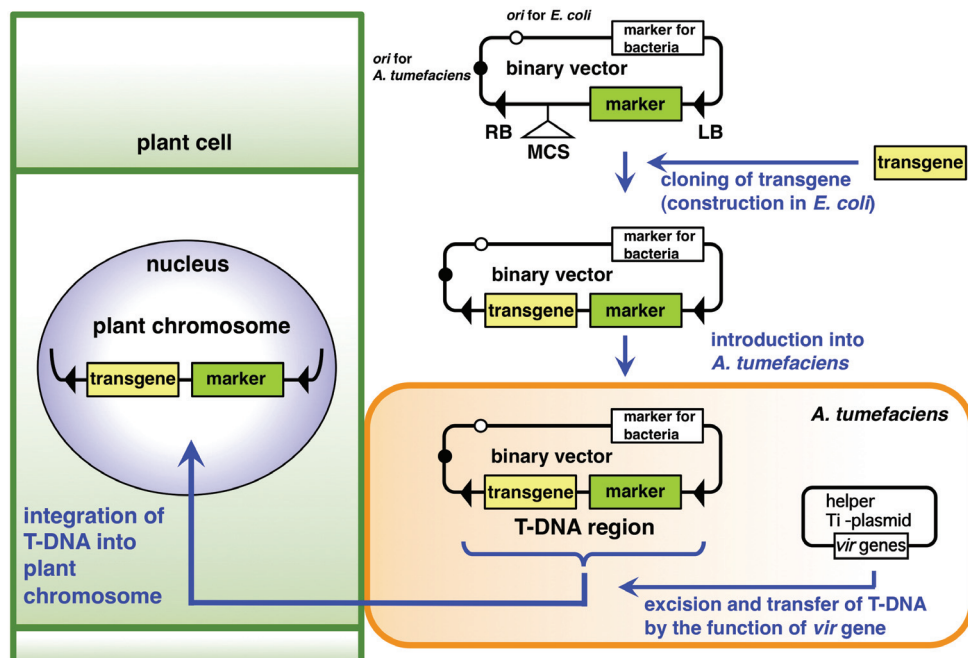 ori for E. coli
marker for
bacteria
ori for
A. tumefaciens
binary vector
marker
RB
MCS
LB
plant cell
transgene
cloning of transgene
(construction in E. coli)
marker for
bacteria
binary vector
transgene
marker
introduction into
A. tumefaciens
nucleus
plant chromosome
transgene
marker
A. tumefaciens
marker for
bacteria
binary vector
transgene
marker
T-DNA region
helper
Ti -plasmid
vir genes
integration of
T-DNA into
plant
chromosome
excision and transfer of T-DNA
by the function of vir gene